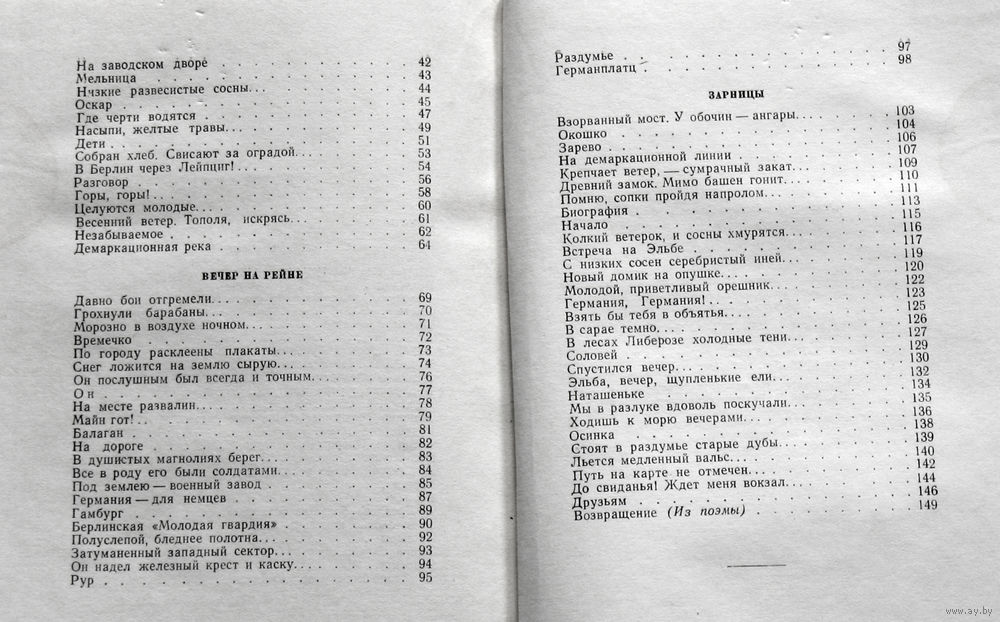 На заводском дворе . . . 42
Мельница . . . 43
Низкие развесистые сосны... . . . 44
Оскар . . . 45
Где черти водятся . . . 47
Насыпи, желтые травы... . . . 49
Дети . . . 51
Собран хлеб. Свисают за оградой... . . . 53
В Берлин через Лейпциг!... . . . 54
Разговор . . . 56
Горы, горы!... . . . 58
Целуются молодые... . . . 60
Весенний ветер. Тополя, искрясь... . . . 61
Незабываемое . . . 62
Демаркационная река . . . 64
ВЕЧЕР НА РЕЙНЕ
Давно бои отгремели... . . . 69
Грохнули барабаны... . . . 70
Морозно в воздухе ночном... . . . 71
Времечко . . . 72
По городу расклеены плакаты... . . . 73
Снег ложится на землю сырую... . . . 74
Он послушным был всегда и точным... . . . 76
Он . . . 77
На месте развалин... . . . 78
Майн гот!.. . . . 79
Балаган . . . 81
На дороге . . . 82
В душистых магнолиях берег... . . . 83
Все в роду его были солдатами... . . . 84
Под землею — военный завод . . . 85
Германия — для немцев . . . 87
Гамбург . . . 89
Берлинская «Молодая гвардия» . . . 90
Полуслепой, бледнее полотна... . . . 92
Затуманенный западный сектор... . . . 93
Он надел железный крест и каску... . . . 94
Рур . . . 95
Раздумье . . . 97
Германплатц . . . 98
ЗАРНИЦЫ
Взорванный мост. У обочин — ангары... . . . 103
Окошко . . . 104
Зарево . . . 106
На демаркационной линии . . . 107
Крепчает ветер, — сумрачный закат... . . . 109
Древний замок. Мимо башен гонит... . . . 110
Помню, сопки пройдя напролом... . . . 111
Биография . . . 113
Начало . . . 115
Колкий ветерок, и сосны хмурятся... . . . 116
Встреча на Эльбе . . . 117
С низких сосен серебристый иней... . . . 119
Новый домик на опушке... . . . 120
Молодой, приветливый орешник... . . . 122
Германия, Германия!... . . . 123
Взять бы тебя в объятья... . . . 125
В сарае темно... . . . 126
В лесах Либерозе холодные тени... . . . 127
Соловей . . . 129
Спустился вечер... . . . 130
Эльба, вечер, щупленькие ели... . . . 132
Наташеньке . . . 134
Мы в разлуке вдоволь поскучали... . . . 135
Ходишь к морю вечерами... . . . 136
Осинка . . . 138
Стоят в раздумье старые дубы... . . . 139
Льется медленный вальс... . . . 140
Путь на карте не отмечен... . . . 142
До свиданья! Ждет меня вокзал... . . . 144
Друзьям . . . 146
Возвращение (Из поэмы) . . . 149
www.ay.by